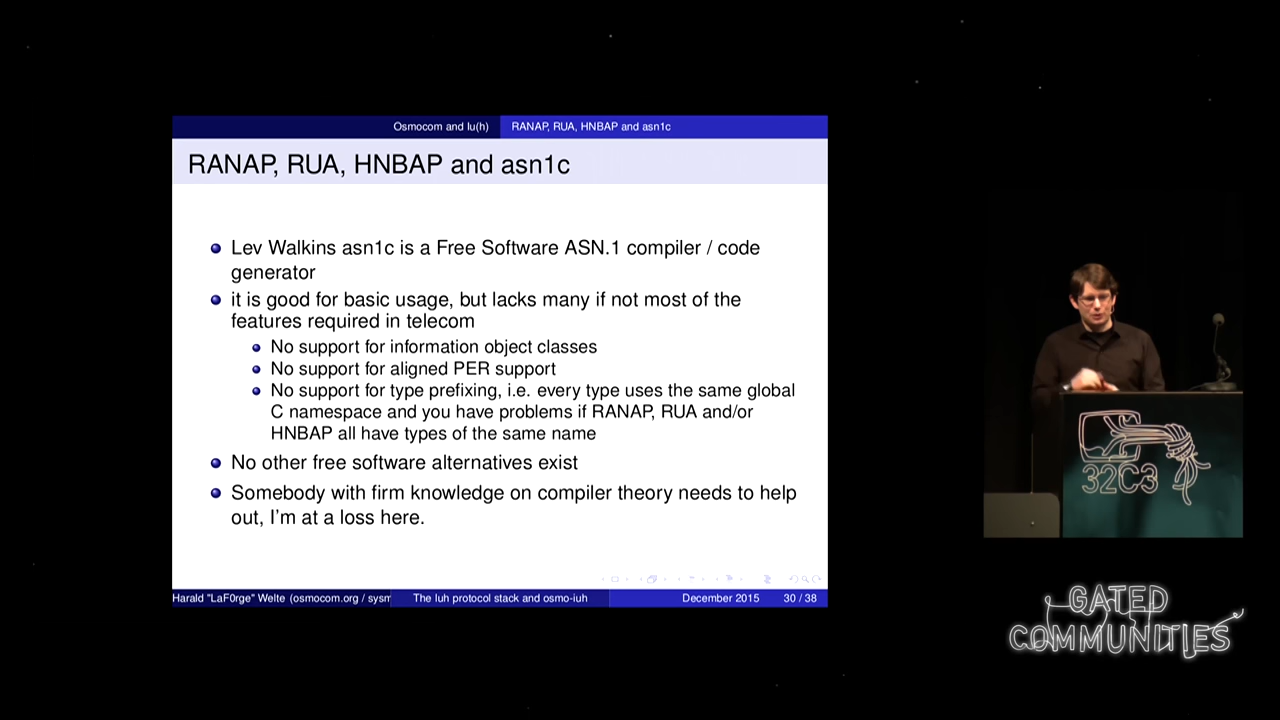 Osmocom and Iu(h) RANAP, RUA, HNBAP and asn1c
RANAP, RUA, HNBAP and asn1c
Lev Walkins asn1c is a Free Software ASN.1 compiler / code
generator
it is good for basic usage, but lacks many if not most of the
features required in telecom
No support for information object classes
No support for aligned PER support
No support for type prefixing, i.e. every type uses the same global
C namespace and you have problems if RANAP, RUA and/or
HNBAP all have types of the same name
No other free software alternatives exist
Somebody with firm knowledge on compiler theory needs to help
out, I'm at a loss here.
Harald "LaF0rge" Welte (osmocom.org / sysm The Iuh protocol stack and osmo-iuh December 2015 30 / 38
32C3
GATED
COMMUNITIES